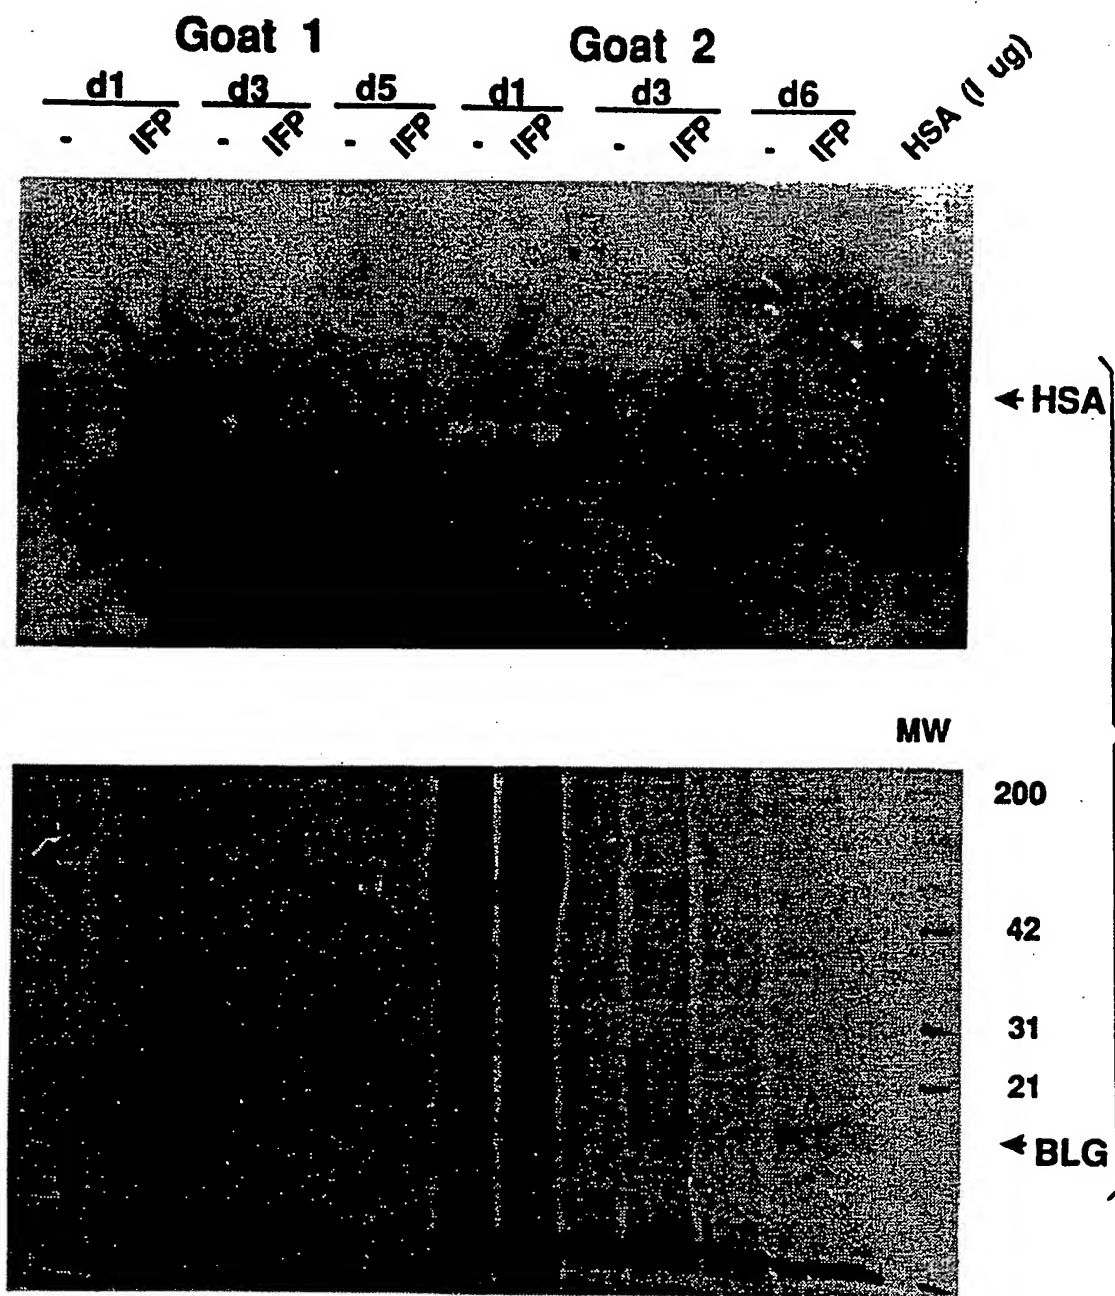 Goat 1 Goat 2
d1 d3 d5 d1 d3 d6
- IFP - IFP - IFP - IFP - IFP - IFP HSA (1 ug)
HSA
MW
200
42
31
21
BLG